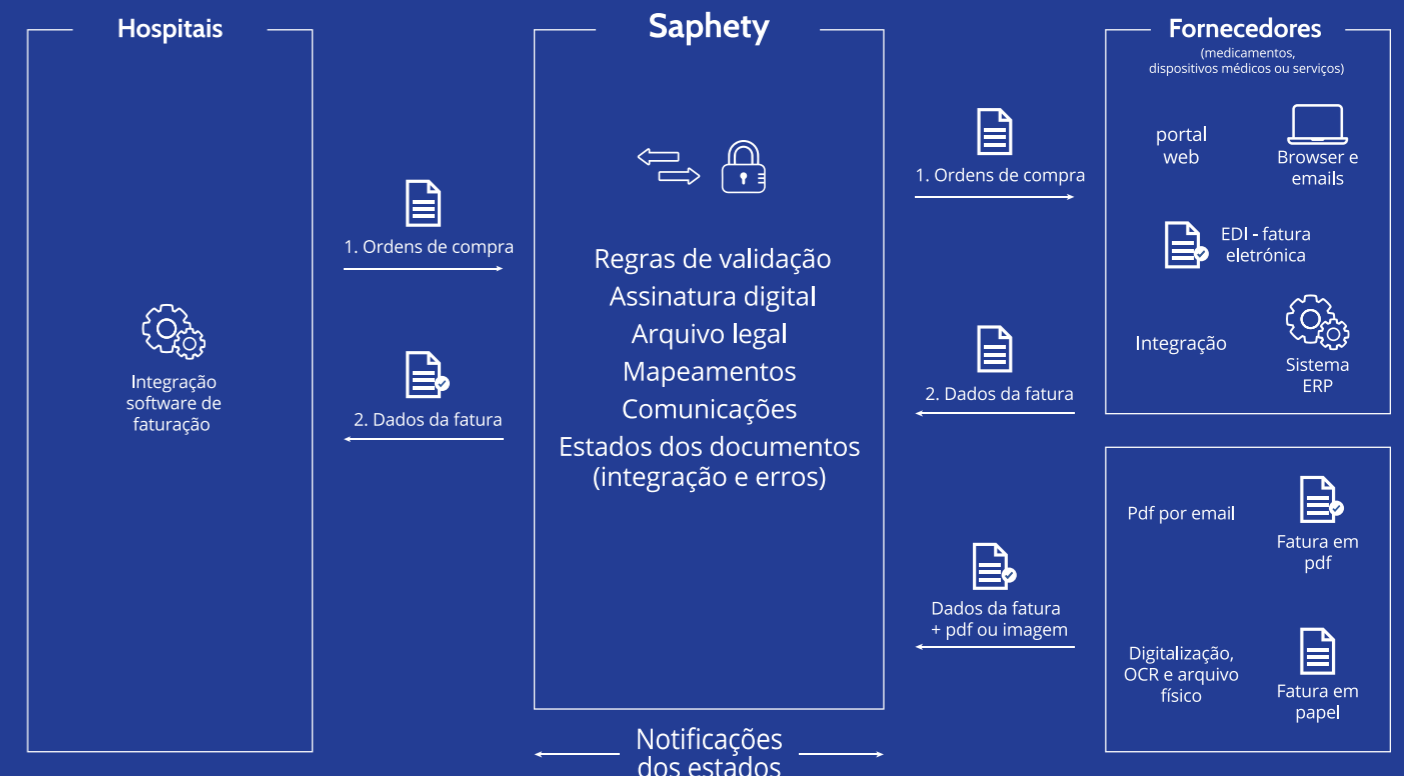 Hospitais
Integração
software de
faturação
1. Ordens de compra
2. Dados da fatura
Saphety
Regras de validação
Assinatura digital
Arquivo legal
Mapeamentos
Comunicações
Estados dos documentos
(integração e erros)
Notificações
dos estados
1. Ordens de compra
2. Dados da fatura
Dados da fatura
+ pdf ou imagem
Fornecedores
(medicamentos,
dispositivos médicos ou serviços)
portal
web
Browser e
emails
EDI - fatura
eletrónica
Integração
Sistema
ERP
Pdf por email
Fatura em
pdf
Digitalização,
OCR e arquivo
físico
Fatura em
papel